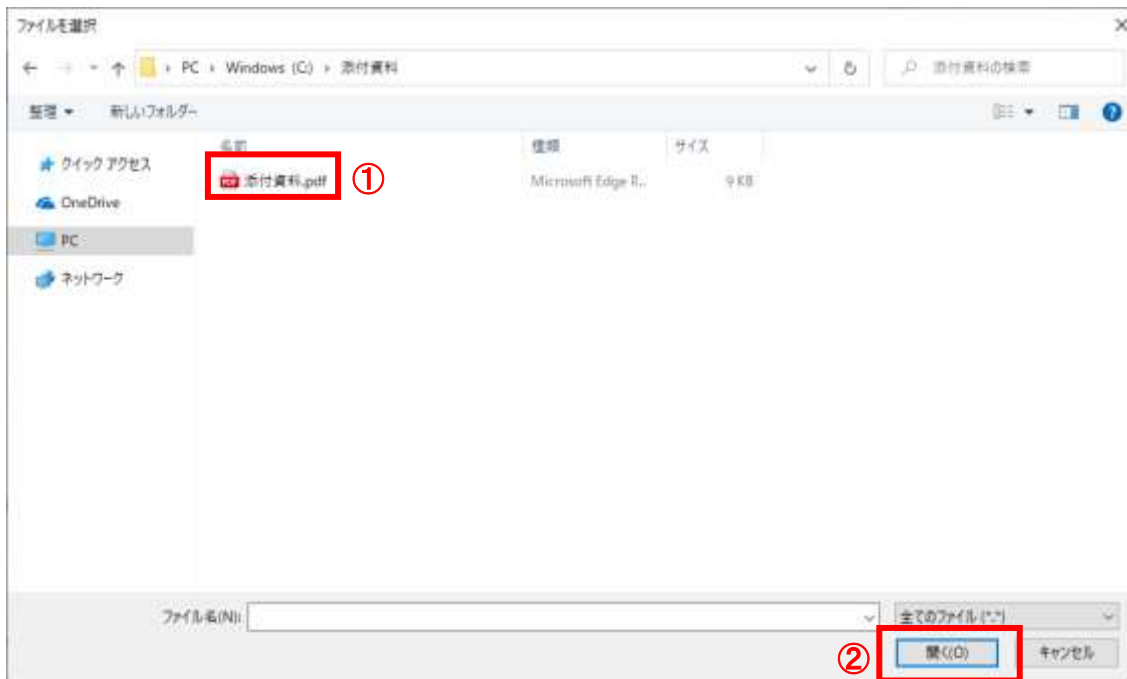 ファイルを選択
PC › Windows (C:) › 添付資料
添付資料の検索
整理 新しいフォルダー
名前 種類 サイズ
クイック アクセス
添付資料.pdf ① Microsoft Edge P... 9 KB
OneDrive
PC
ネットワーク
ファイル名(N): 全てのファイル (*.*)
② 開く(O) キャンセル